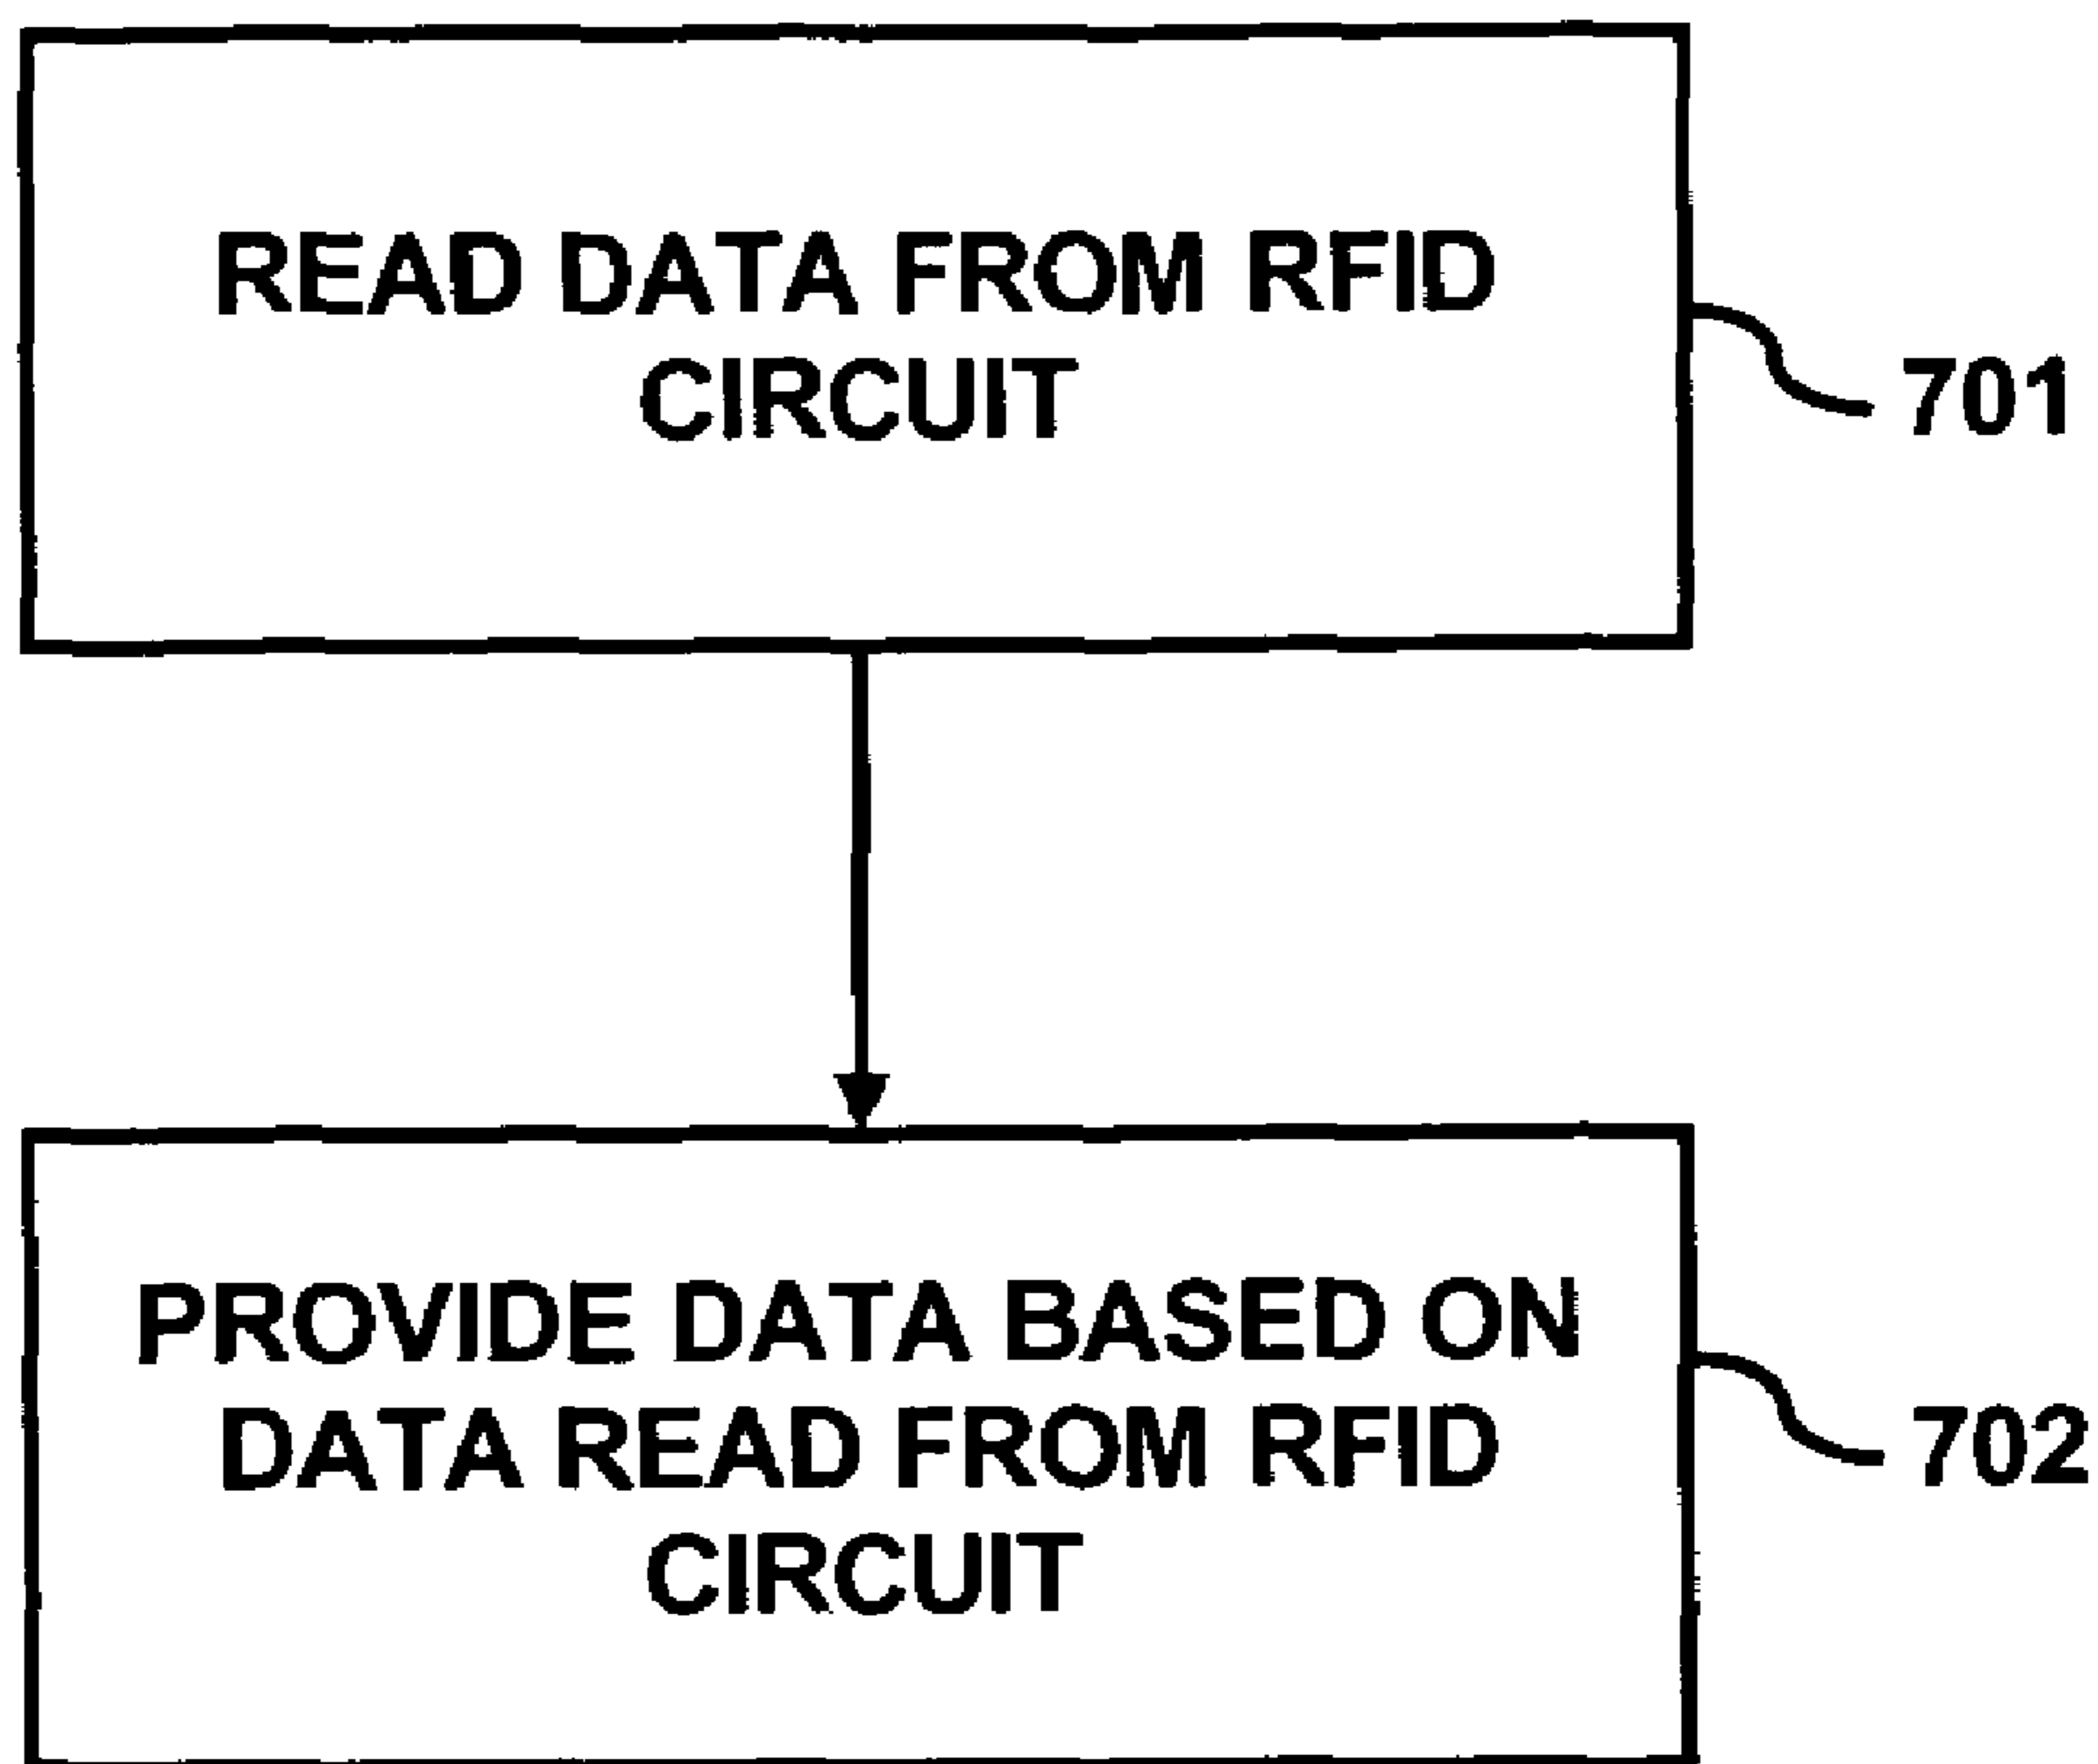 READ DATA FROM RFID
CIRCUIT
701
PROVIDE DATA BASED ON
DATA READ FROM RFID
CIRCUIT
702